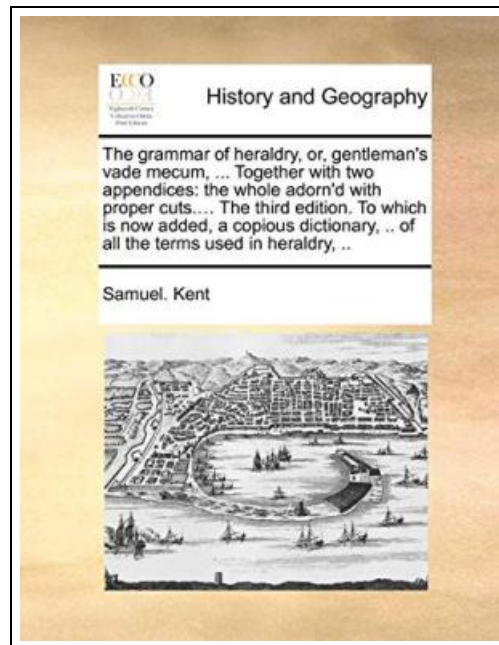 ECCO
History and Geography
The grammar of heraldry, or, gentleman's
vade mecum, ... Together with two
appendices: the whole adorn'd with
proper cuts.... The third edition. To which
is now added, a copious dictionary, .. of
all the terms used in heraldry, ..
Samuel. Kent